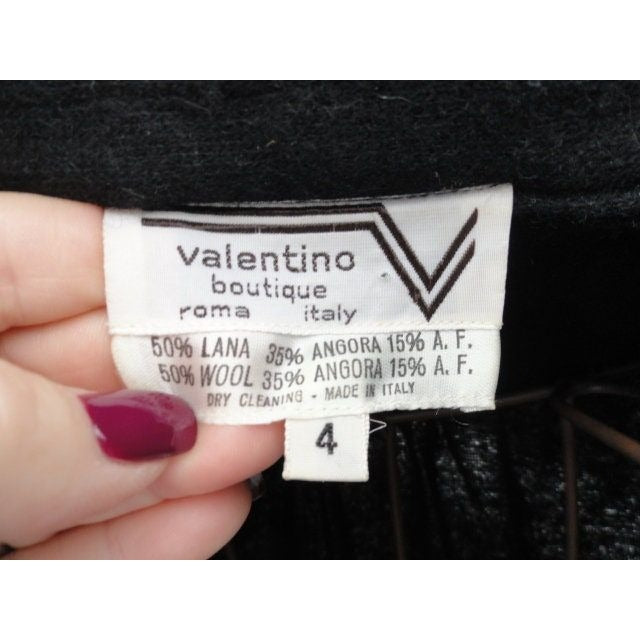 valentino
boutique
roma italy
50% LANA 35% ANGORA 15% A. F.
50% WOOL 35% ANGORA 15% A. F.
DRY CLEANING - MADE IN ITALY
4